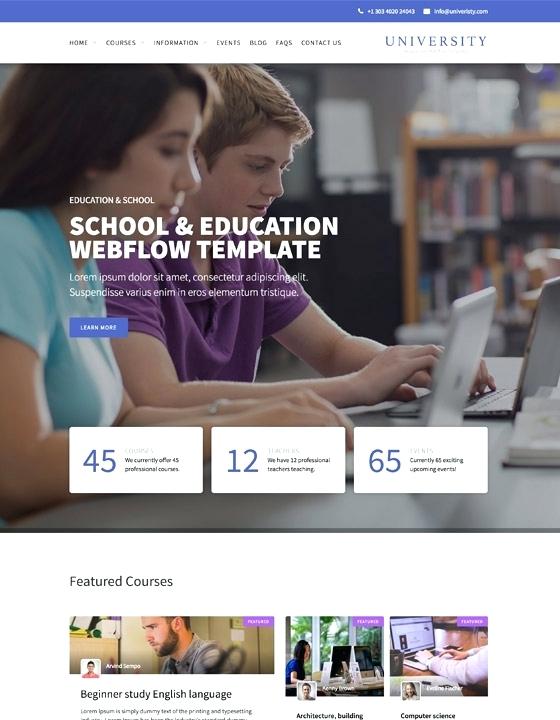 +1 303 4020 24043 info@univeristy.com
HOME COURSES INFORMATION EVENTS BLOG FAQS CONTACT US
UNIVERSITY
EDUCATION & SCHOOL
SCHOOL & EDUCATION
WEBFLOW TEMPLATE
Lorem ipsum dolor sit amet, consectetur adipiscing elit.
Suspendisse varius enim in eros elementum tristique.
LEARN MORE
45
COURSES
We currently offer 45
professional courses.
12
TEACHERS
We have 12 professional
teachers teaching.
65
EVENTS
Currently 65 exciting
upcoming events!
Featured Courses
FEATURED
Arvind Sempo
Beginner study English language
Lorem Ipsum is simply dummy text of the printing and typesetting
industry. Lorem Ipsum has been the industry's standard dummy
FEATURED
Kenny Brown
Architecture, building
FEATURED
Eveline Fischer
Computer science